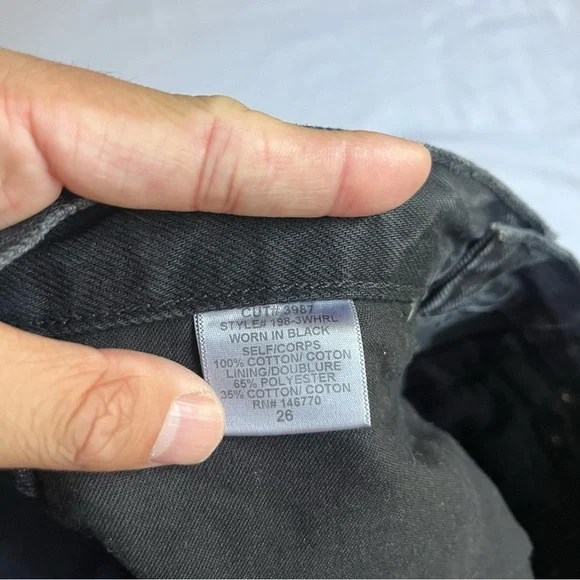 CUT# 3987
STYLE# 198-3WHRL
WORN IN BLACK
SELF/CORPS
100% COTTON/ COTON
LINING/DOUBLURE
65% POLYESTER
35% COTTON/ COTON
RN# 146770
26